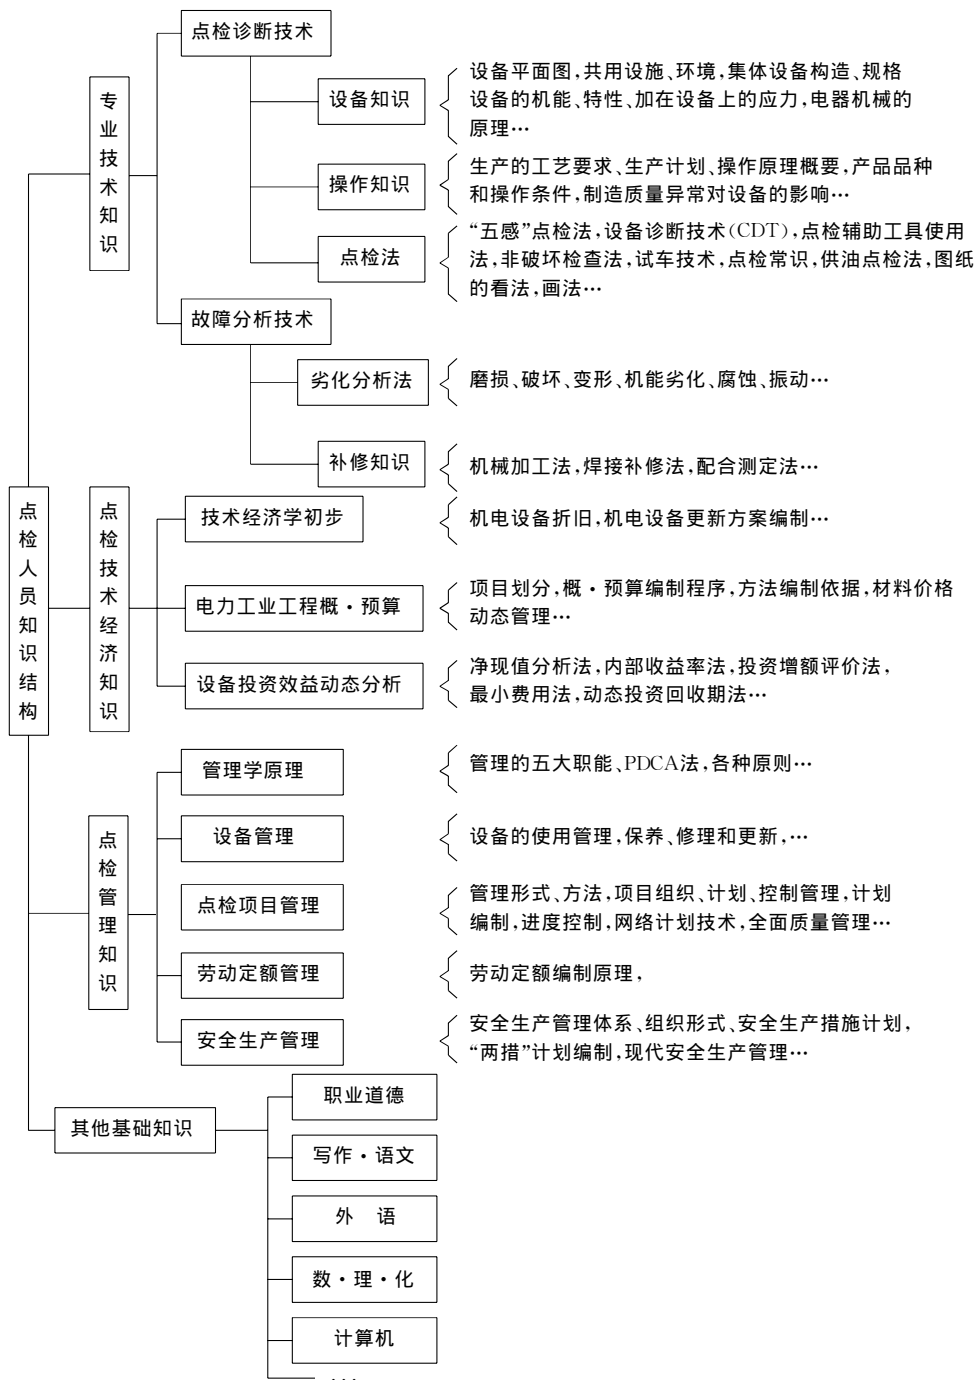 点检诊断技术
专业技术知识
设备知识
设备平面图,共用设施、环境,集体设备构造、规格
设备的机能、特性、加在设备上的应力,电器机械的
原理…
操作知识
生产的工艺要求、生产计划、操作原理概要,产品品种
和操作条件,制造质量异常对设备的影响…
点检法
“五感”点检法,设备诊断技术(CDT),点检辅助工具使用
法,非破坏检查法,试车技术,点检常识,供油点检法,图纸
的看法,画法…
故障分析技术
劣化分析法
磨损、破坏、变形、机能劣化、腐蚀、振动…
补修知识
机械加工法,焊接补修法,配合测定法…
点检人员知识结构
点检技术经济知识
技术经济学初步
机电设备折旧,机电设备更新方案编制…
电力工业工程概·预算
项目划分,概·预算编制程序,方法编制依据,材料价格
动态管理…
设备投资效益动态分析
净现值分析法,内部收益率法,投资增额评价法,
最小费用法,动态投资回收期法…
点检管理知识
管理学原理
管理的五大职能、PDCA法,各种原则…
设备管理
设备的使用管理,保养、修理和更新,…
点检项目管理
管理形式、方法,项目组织、计划、控制管理,计划
编制,进度控制,网络计划技术,全面质量管理…
劳动定额管理
劳动定额编制原理,
安全生产管理
安全生产管理体系、组织形式、安全生产措施计划,
“两措”计划编制,现代安全生产管理…
其他基础知识
职业道德
写作·语文
外 语
数·理·化
计算机
…